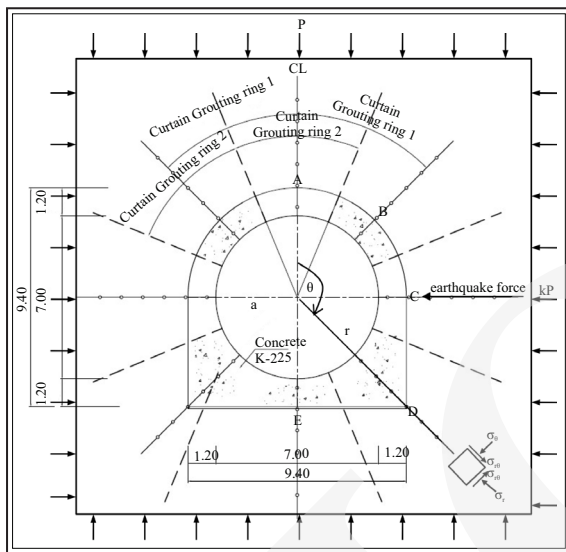 P
CL
Curtain Grouting ring 1
Curtain
Grouting ring 1
Curtain
Grouting ring 2
Curtain Grouting ring 2
A
B
1.20
9.40
7.00
1.20
θ
a
r
C
earthquake force
kP
Concrete
K-225
E
D
1.20
7.00
1.20
9.40
σθ
σrθ
σrθ
σr